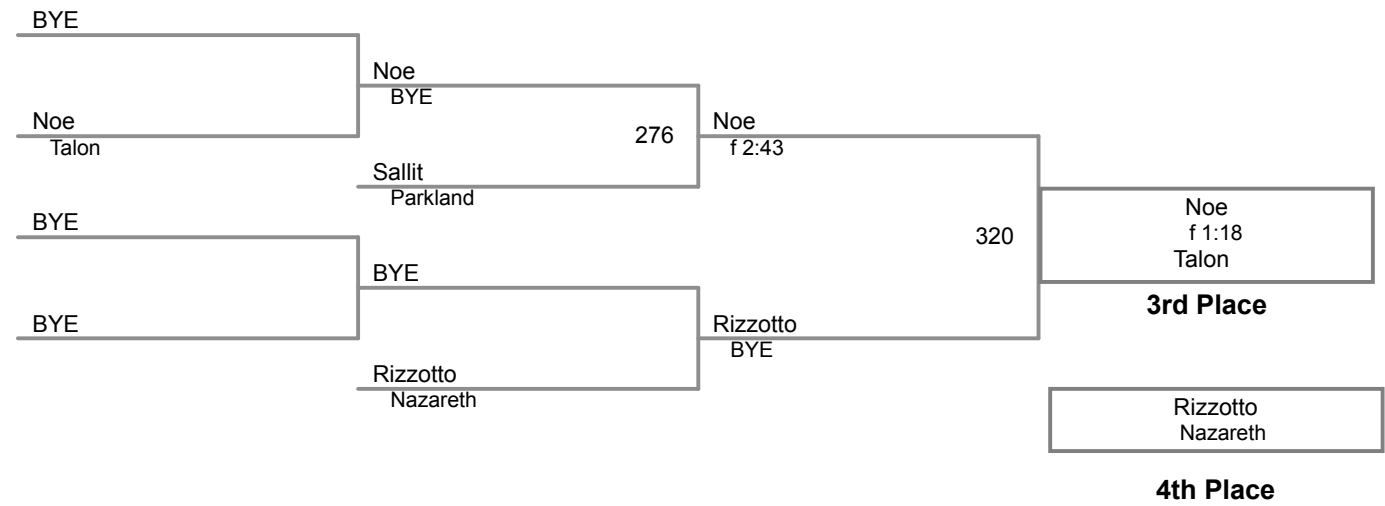 BYE
Noe
BYE
Noe
Talon
276
Noe
f 2:43
Sallit
Parkland
BYE
320
Noe
f 1:18
Talon
BYE
3rd Place
BYE
Rizzotto
BYE
Rizzotto
Nazareth
Rizzotto
Nazareth
4th Place